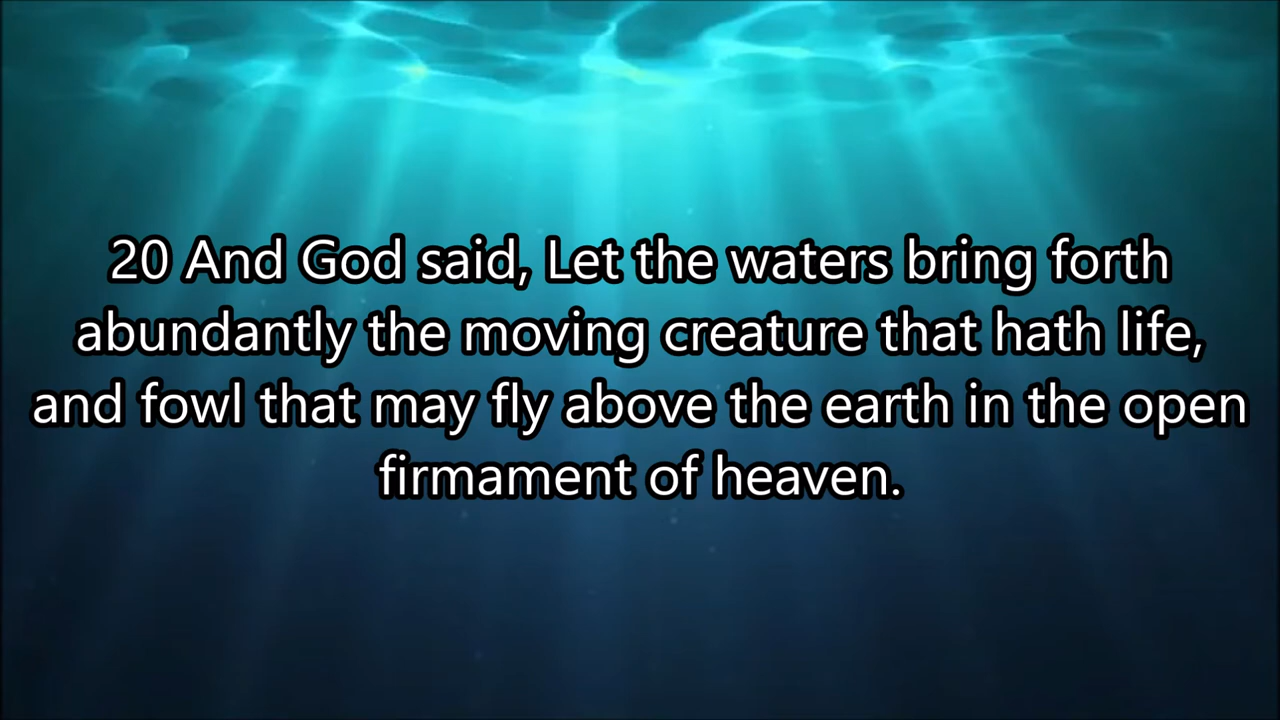 20 And God said, Let the waters bring forth
abundantly the moving creature that hath life,
and fowl that may fly above the earth in the open
firmament of heaven.